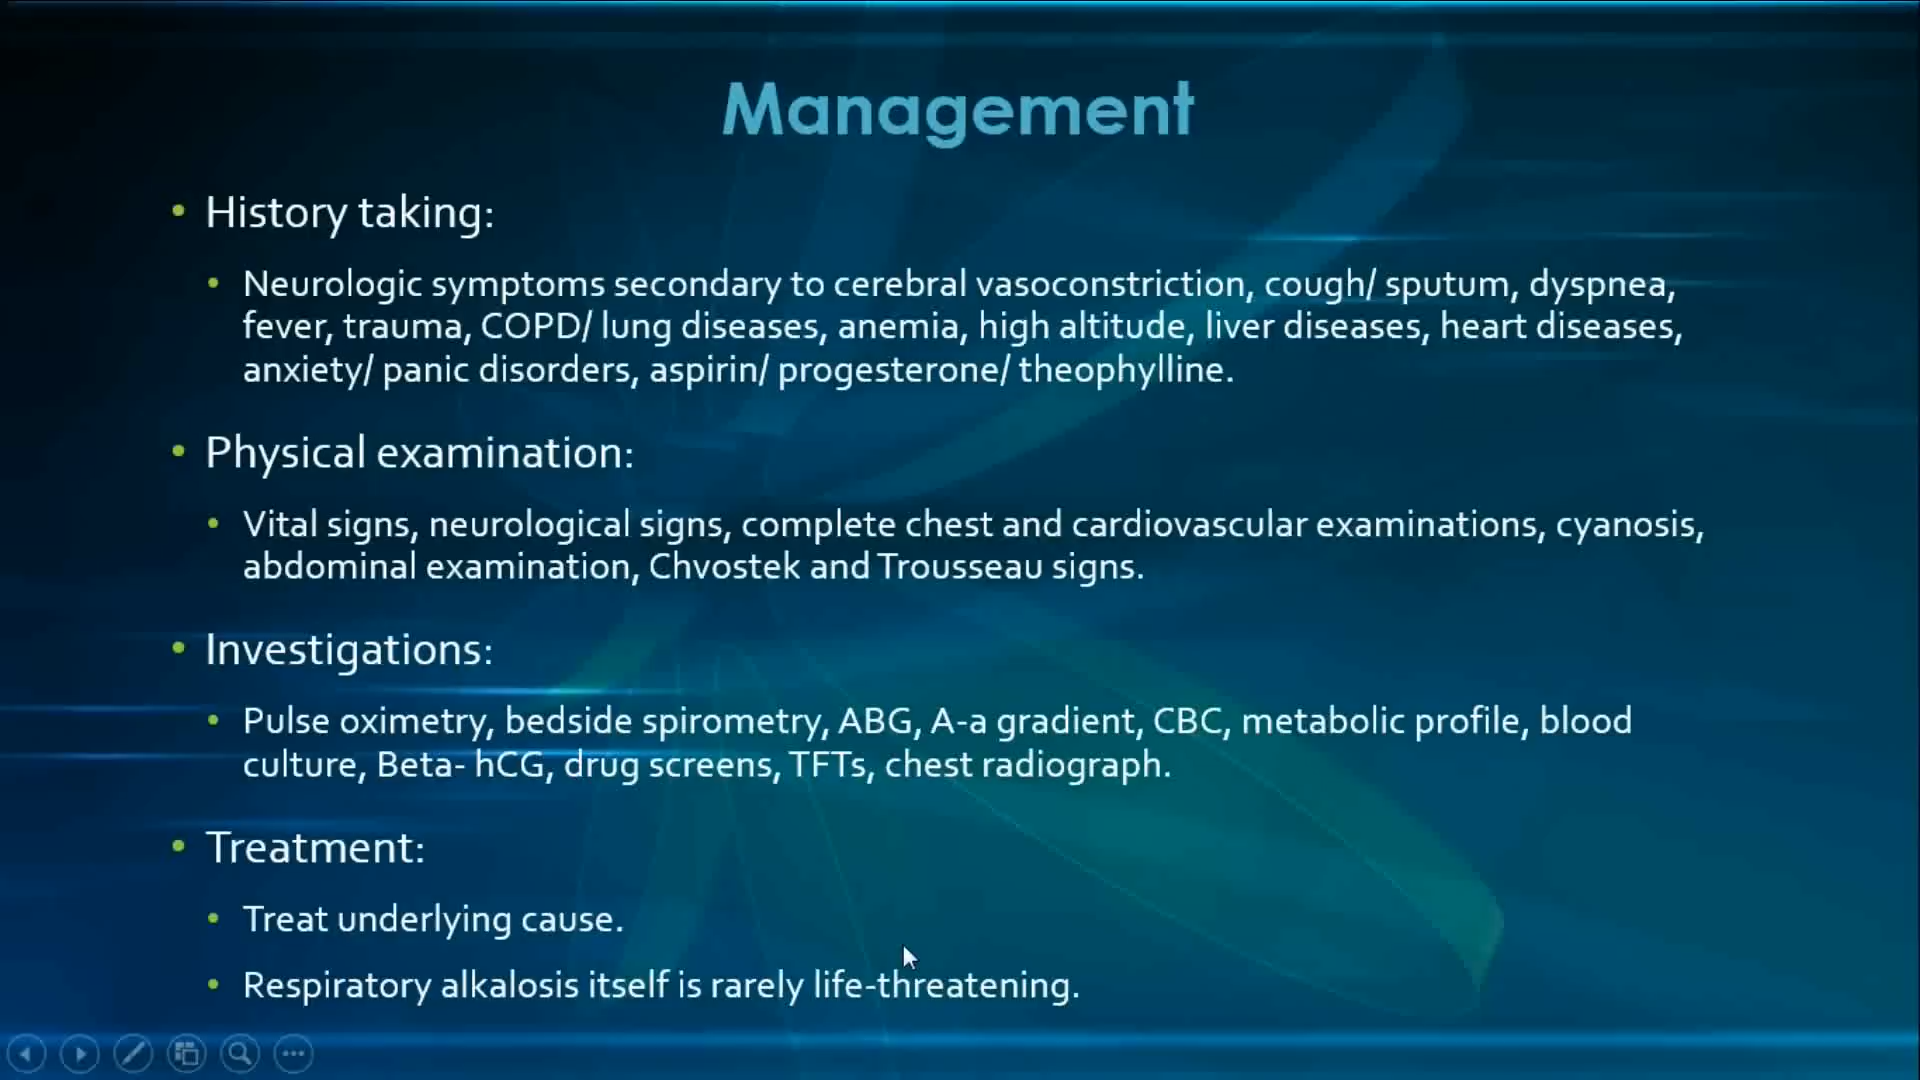 Management
• History taking:
• Neurologic symptoms secondary to cerebral vasoconstriction, cough/ sputum, dyspnea,
fever, trauma, COPD/ lung diseases, anemia, high altitude, liver diseases, heart diseases,
anxiety/ panic disorders, aspirin/ progesterone/ theophylline.
• Physical examination:
• Vital signs, neurological signs, complete chest and cardiovascular examinations, cyanosis,
abdominal examination, Chvostek and Trousseau signs.
• Investigations:
• Pulse oximetry, bedside spirometry, ABG, A-a gradient, CBC, metabolic profile, blood
culture, Beta- hCG, drug screens, TFTs, chest radiograph.
• Treatment:
• Treat underlying cause.
• Respiratory alkalosis itself is rarely life-threatening.